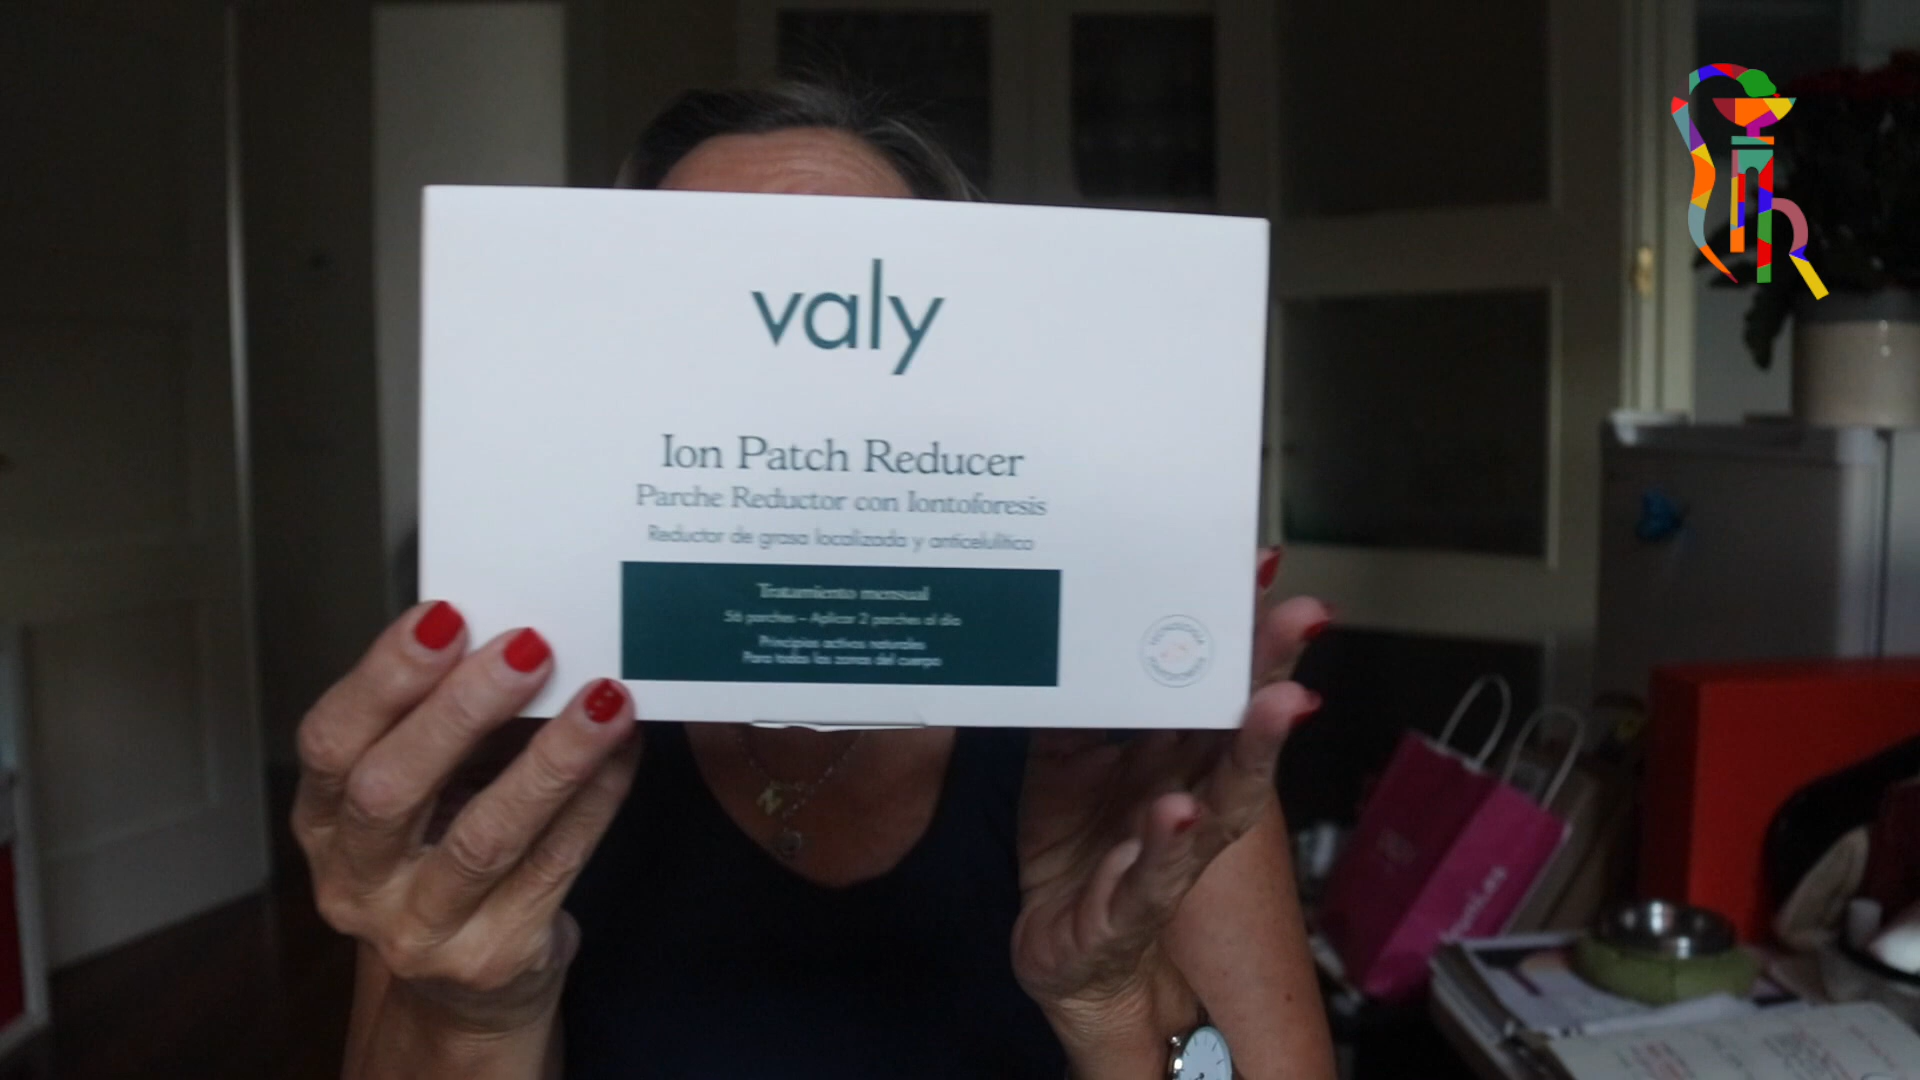 valy
Ion Patch Reducer
Parche Reductor con Iontoforesis
Reductor de grasa localizada y anticelulítico
Tratamiento mensual
56 parches – Aplicar 2 parches al día
Principios activos naturales
Para todas las zonas del cuerpo